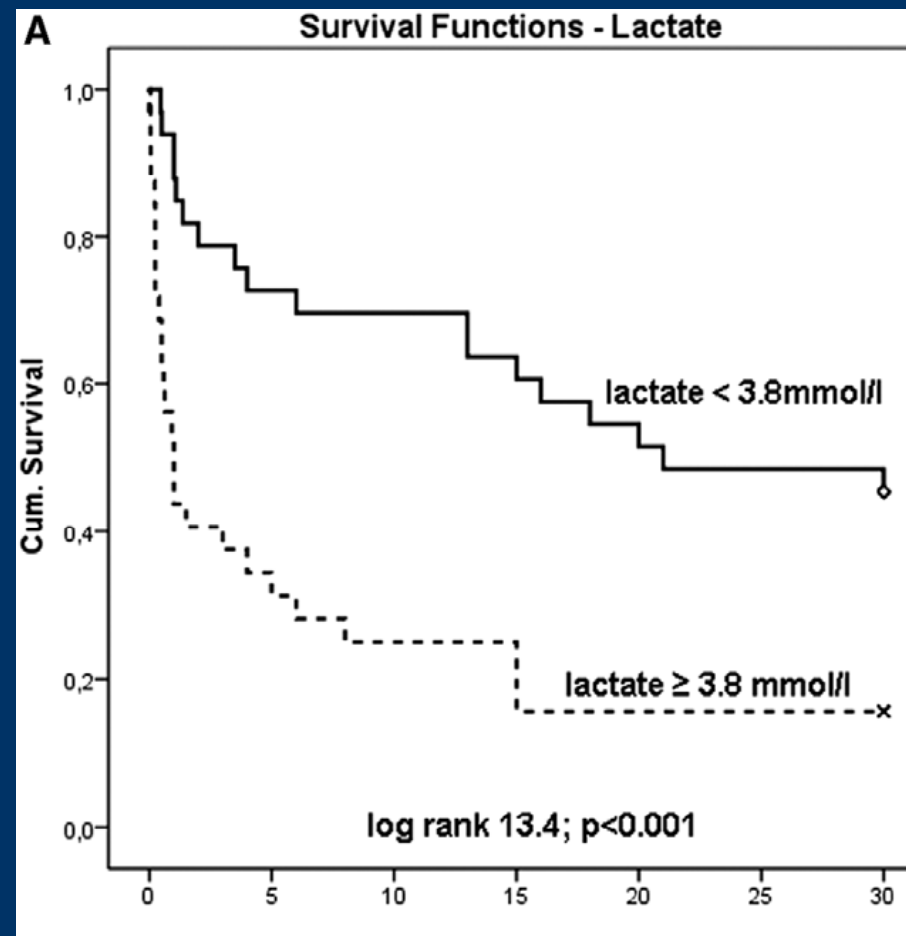 A
Survival Functions - Lactate
1,0
0,8
0,6
0,4
0,2
0,0
Cum. Survival
lactate < 3.8mmol/l
lactate ≥ 3.8 mmol/l
log rank 13.4; p<0.001
0 5 10 15 20 25 30